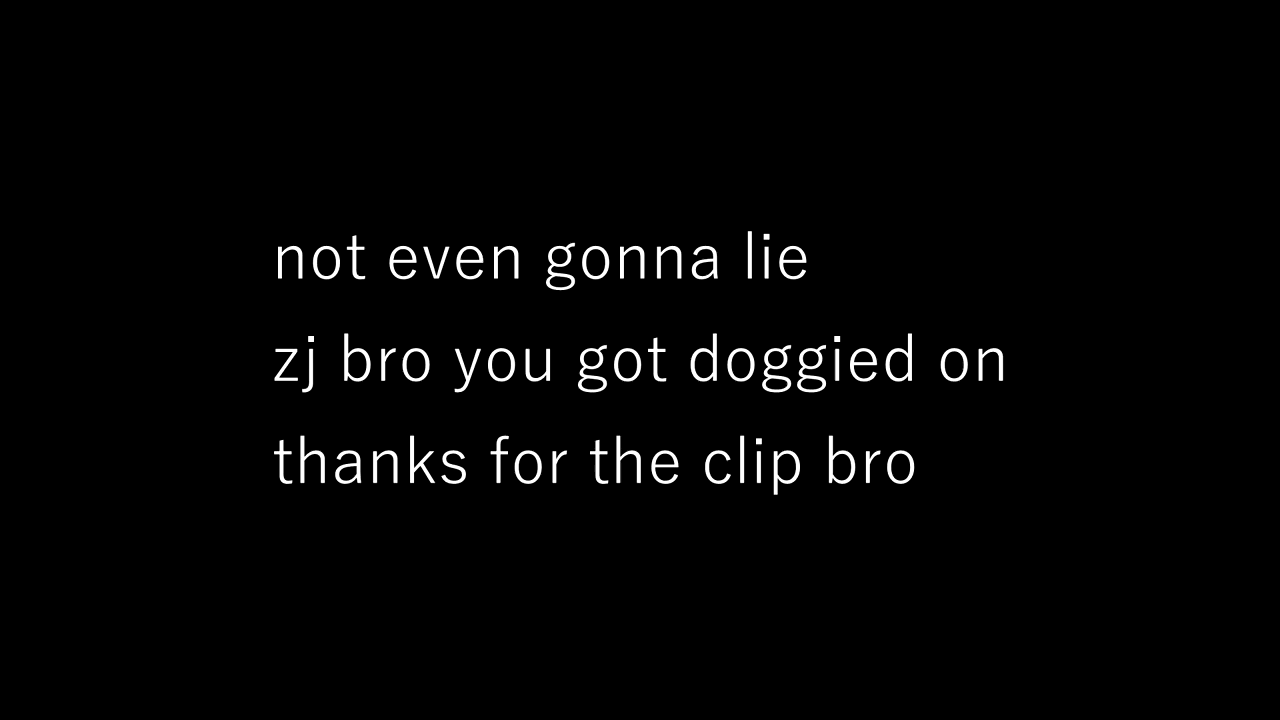 not even gonna lie
zj bro you got doggied on
thanks for the clip bro